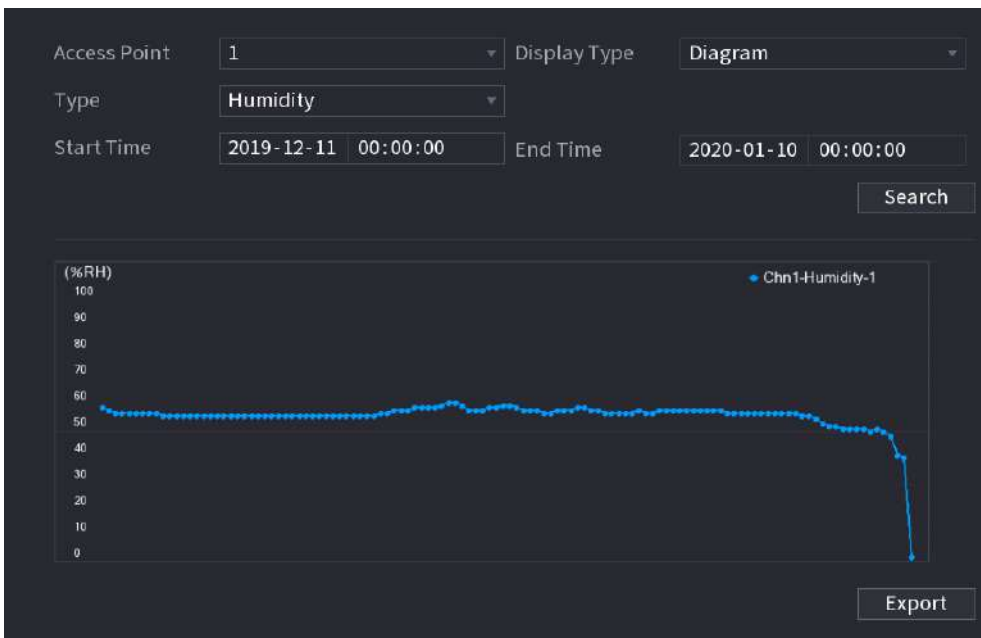 Access Point 1 Display Type Diagram
Type Humidity
Start Time 2019-12-11 00:00:00 End Time 2020-01-10 00:00:00
Search
(%RH)
Chn1-Humidity-1
100
90
80
70
60
50
40
30
20
10
0
Export